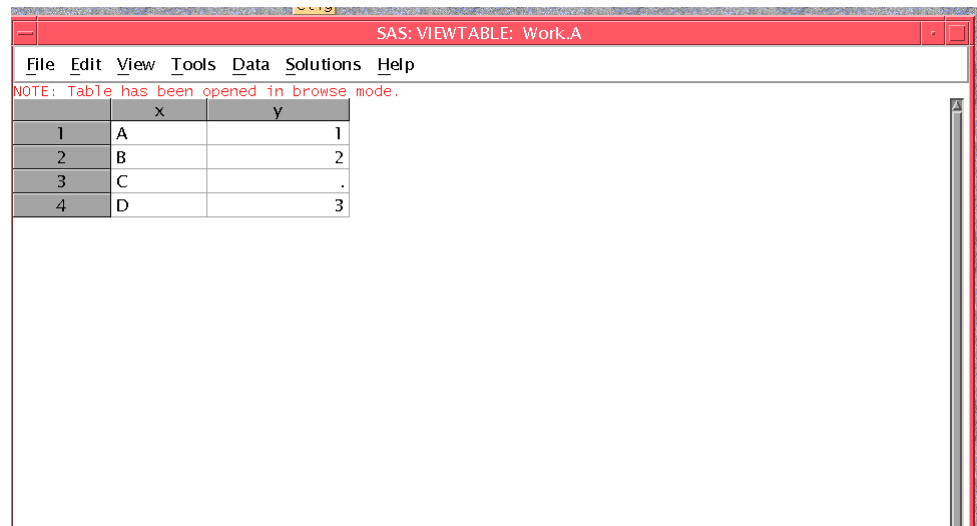 SAS: VIEWTABLE: Work.A
File Edit View Tools Data Solutions Help
NOTE: Table has been opened in browse mode.
x y
1 A 1
2 B 2
3 C .
4 D 3